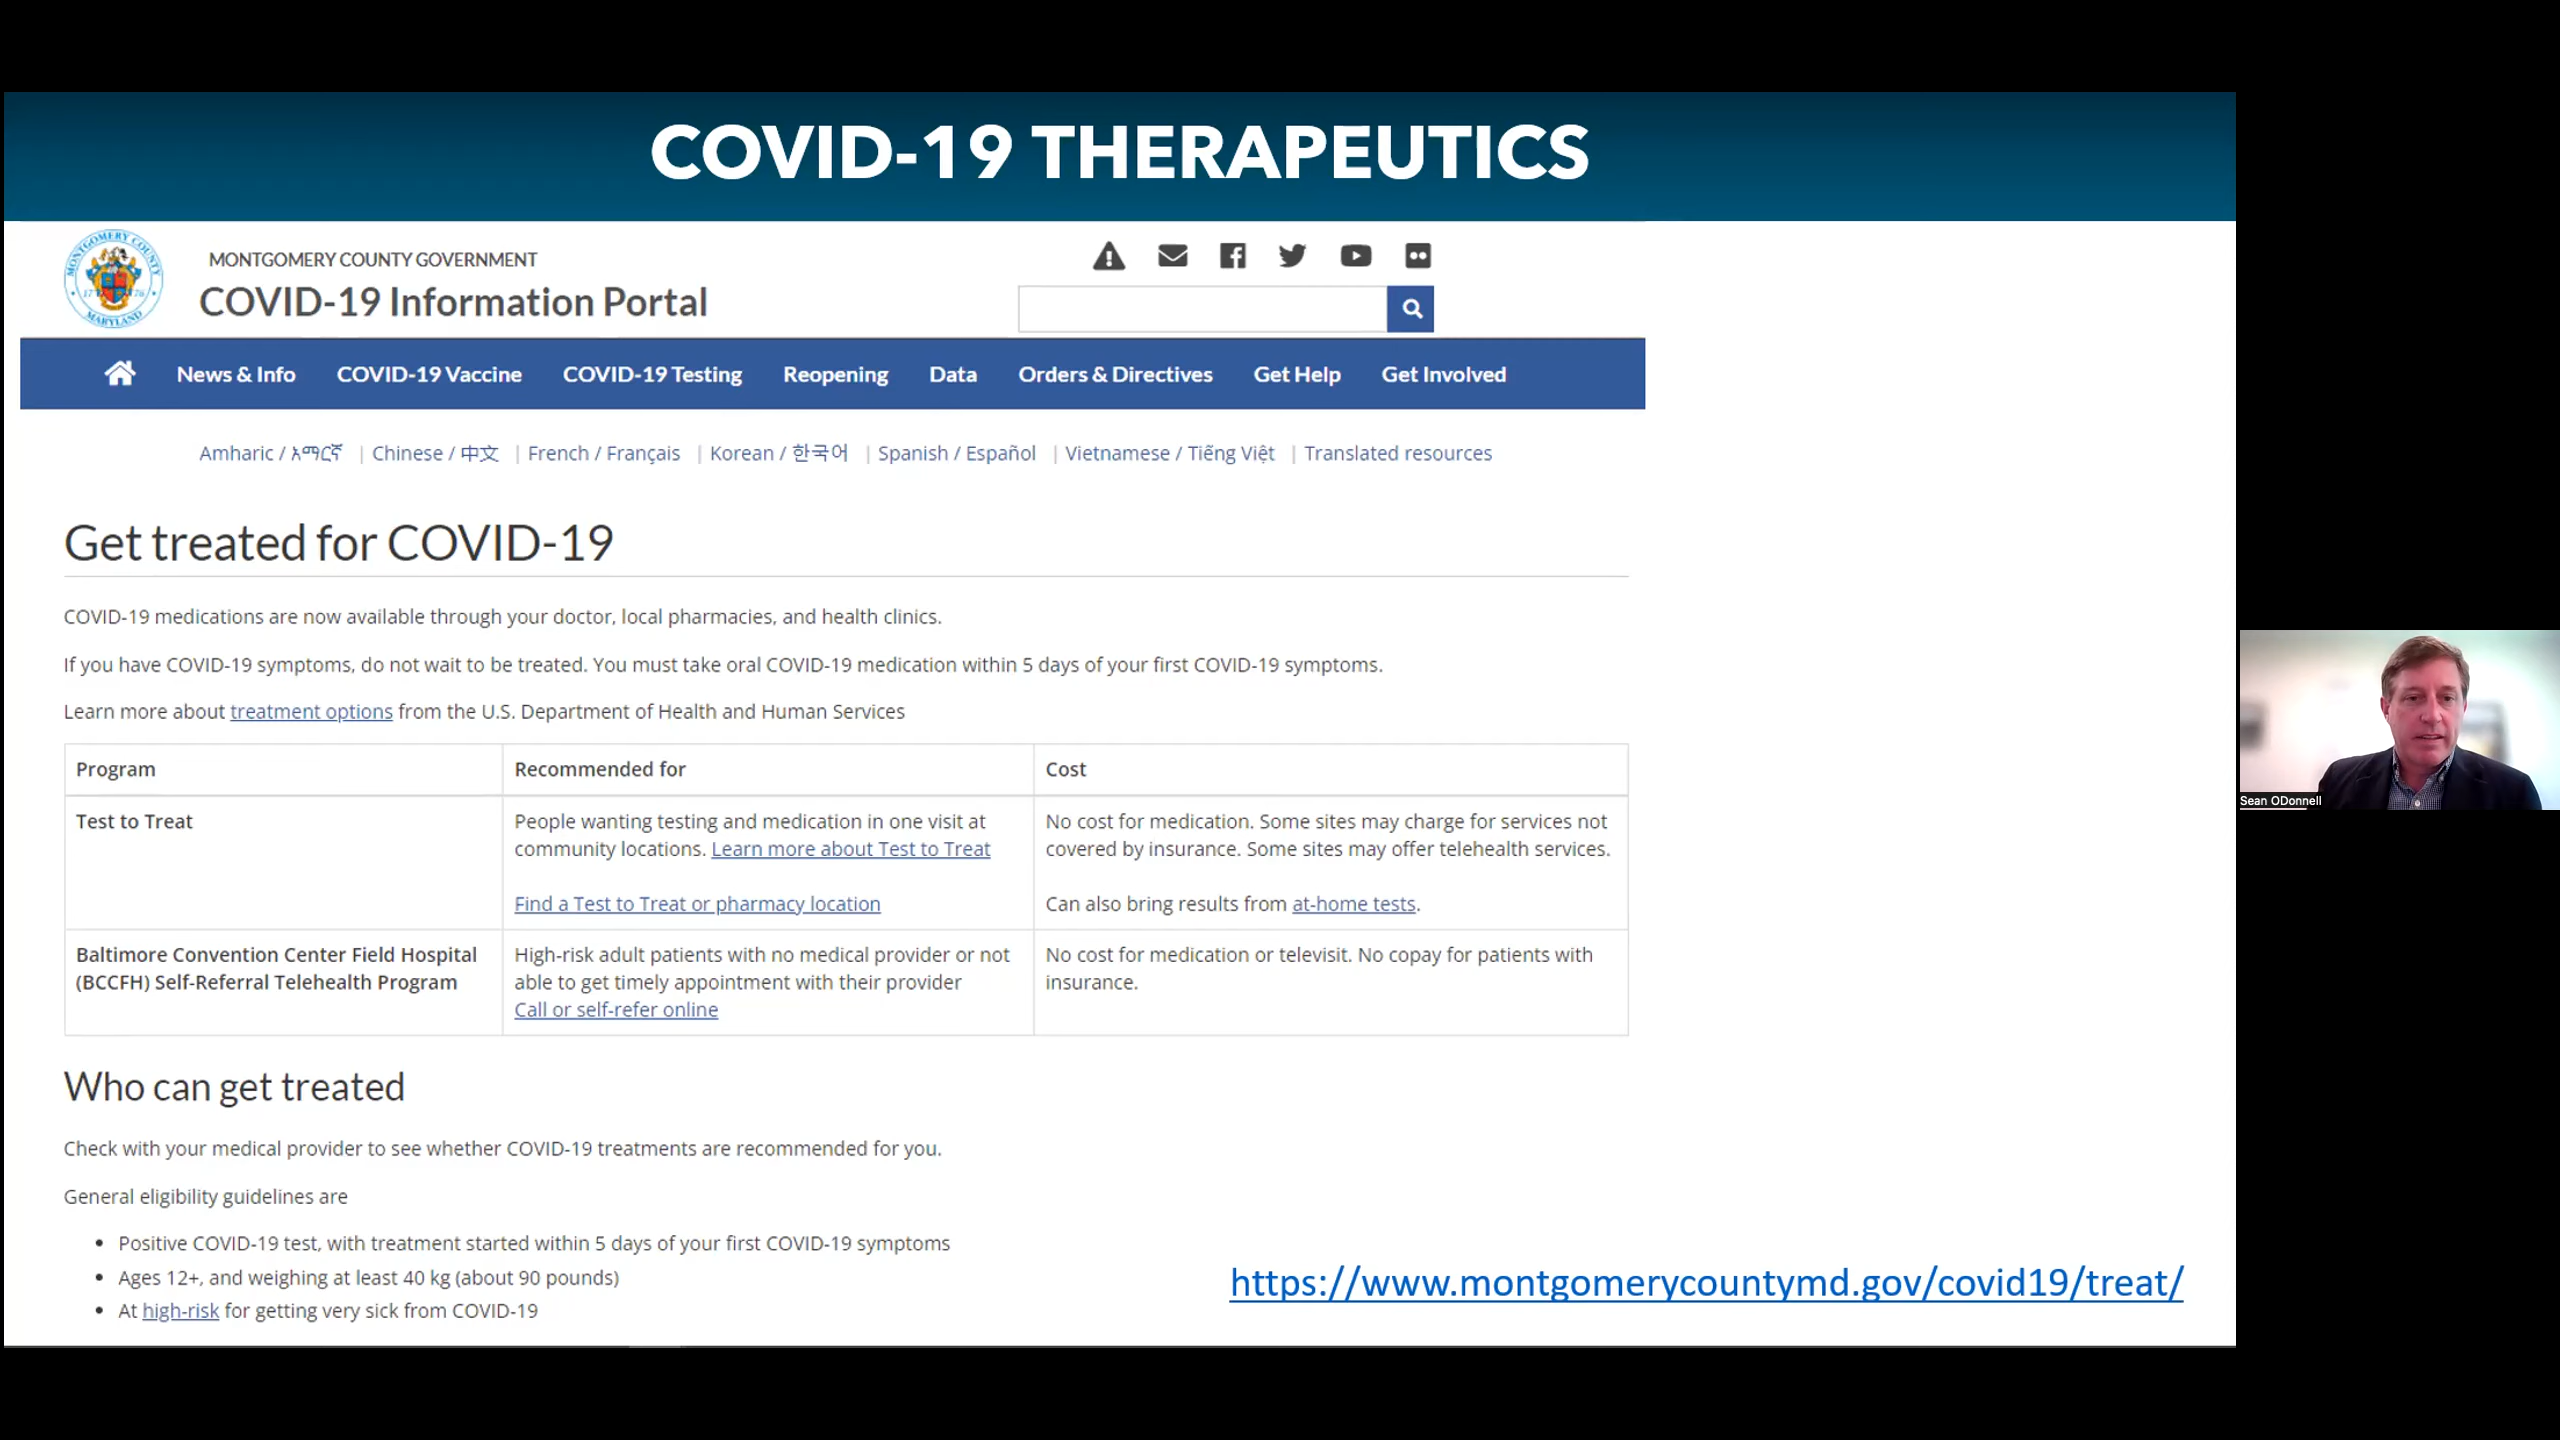 COVID-19 THERAPEUTICS
MONTGOMERY COUNTY
17 76
MARYLAND
MONTGOMERY COUNTY GOVERNMENT
COVID-19 Information Portal
News & Info COVID-19 Vaccine COVID-19 Testing Reopening Data Orders & Directives Get Help Get Involved
Amharic / አማርኛ | Chinese / 中文 | French / Français | Korean / 한국어 | Spanish / Español | Vietnamese / Tiếng Việt | Translated resources
Get treated for COVID-19
COVID-19 medications are now available through your doctor, local pharmacies, and health clinics.
If you have COVID-19 symptoms, do not wait to be treated. You must take oral COVID-19 medication within 5 days of your first COVID-19 symptoms.
Learn more about treatment options from the U.S. Department of Health and Human Services
Program Recommended for Cost
Test to Treat
People wanting testing and medication in one visit at
community locations. Learn more about Test to Treat
Find a Test to Treat or pharmacy location
No cost for medication. Some sites may charge for services not
covered by insurance. Some sites may offer telehealth services.
Can also bring results from at-home tests.
Baltimore Convention Center Field Hospital
(BCCFH) Self-Referral Telehealth Program
High-risk adult patients with no medical provider or not
able to get timely appointment with their provider
Call or self-refer online
No cost for medication or televisit. No copay for patients with
insurance.
Who can get treated
Check with your medical provider to see whether COVID-19 treatments are recommended for you.
General eligibility guidelines are
• Positive COVID-19 test, with treatment started within 5 days of your first COVID-19 symptoms
• Ages 12+, and weighing at least 40 kg (about 90 pounds)
• At high-risk for getting very sick from COVID-19
https://www.montgomerycountymd.gov/covid19/treat/
Sean ODonnell